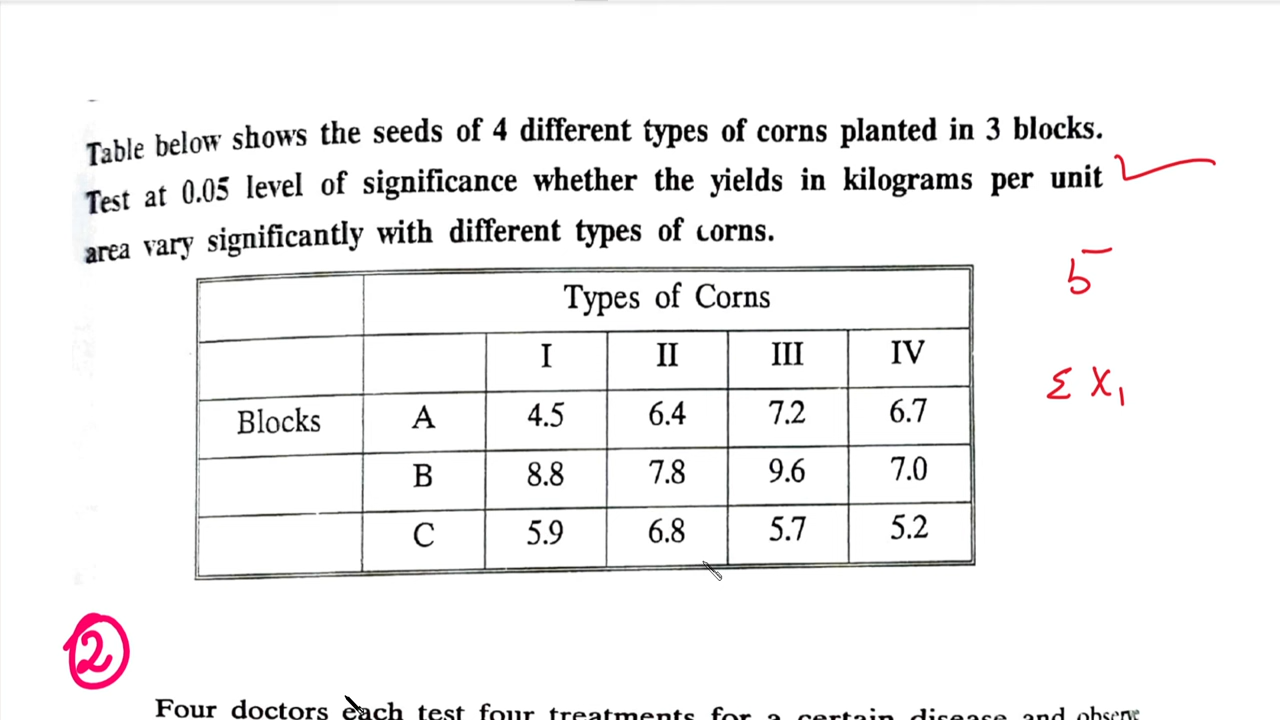 Table below shows the seeds of 4 different types of corns planted in 3 blocks.
Test at 0.05 level of significance whether the yields in kilograms per unit
area vary significantly with different types of corns.
5
Σ X₁
Types of Corns
I II III IV
Blocks A 4.5 6.4 7.2 6.7
B 8.8 7.8 9.6 7.0
C 5.9 6.8 5.7 5.2
2
Four doctors each test four treatments for a certain disease and